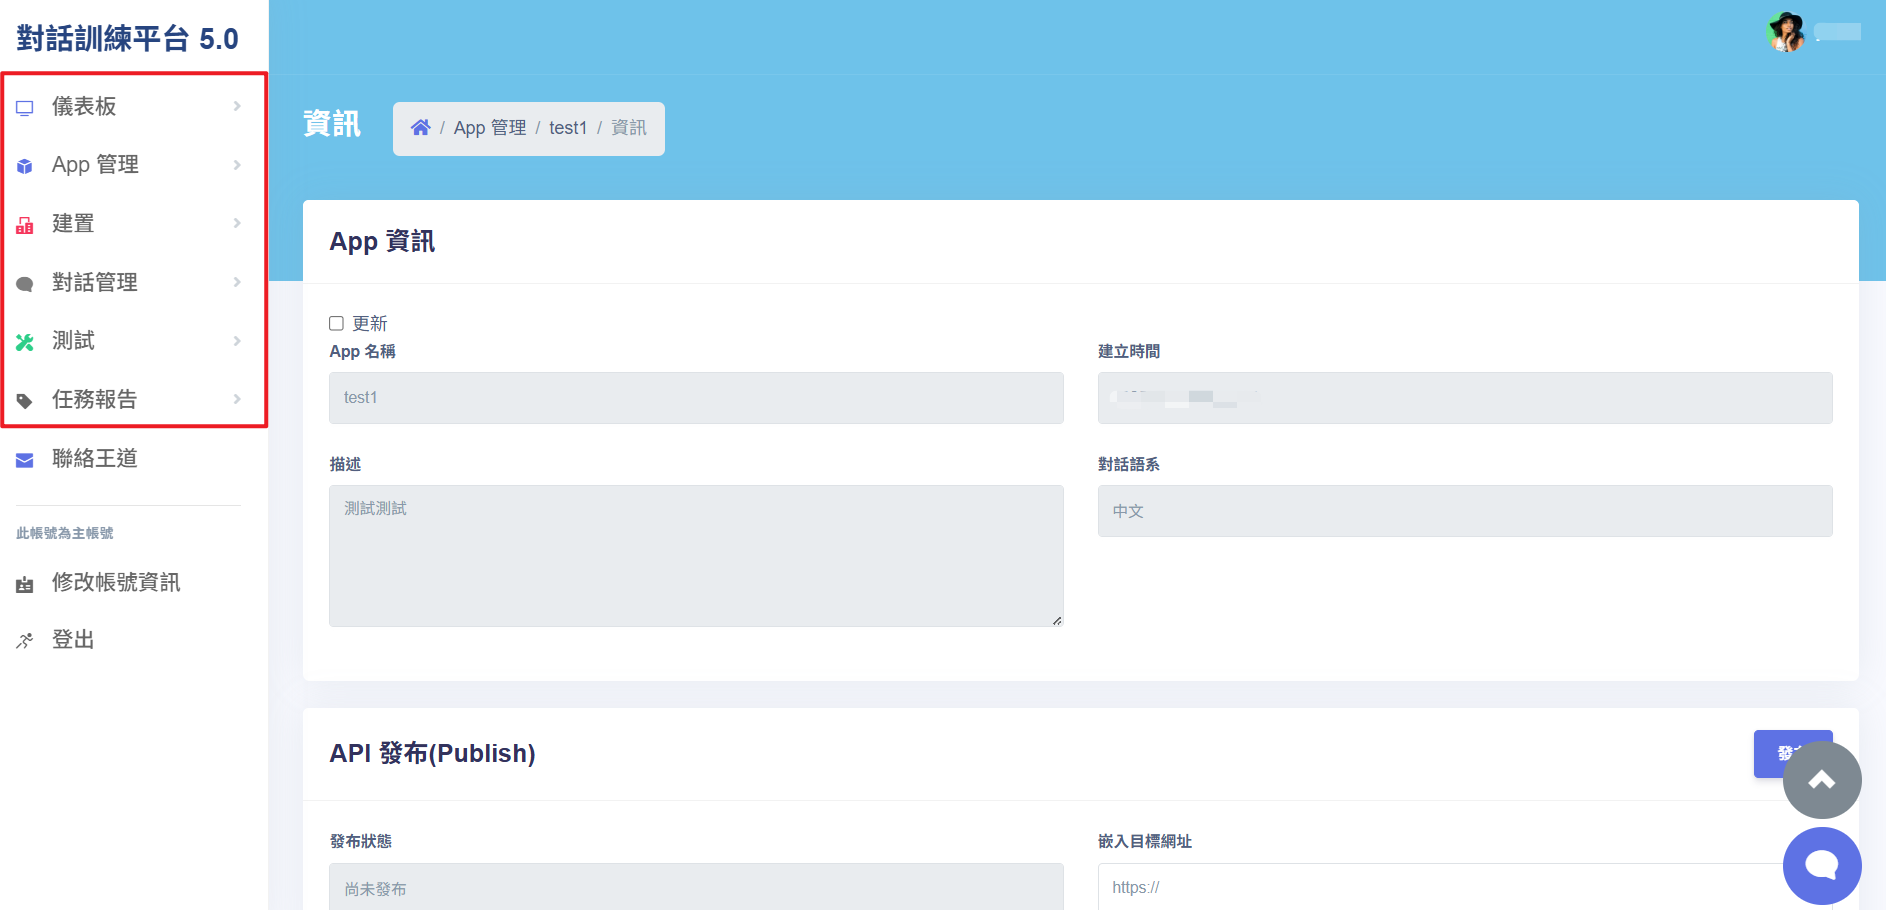 對話訓練平台 5.0
儀表板
App 管理
建置
對話管理
測試
任務報告
聯絡王道
此帳號為主帳號
修改帳號資訊
登出
資訊
/ App 管理 / test1 / 資訊
App 資訊
更新
App 名稱
test1
建立時間
描述
測試測試
對話語系
中文
API 發布(Publish)
發布狀態
尚未發布
嵌入目標網址
https://